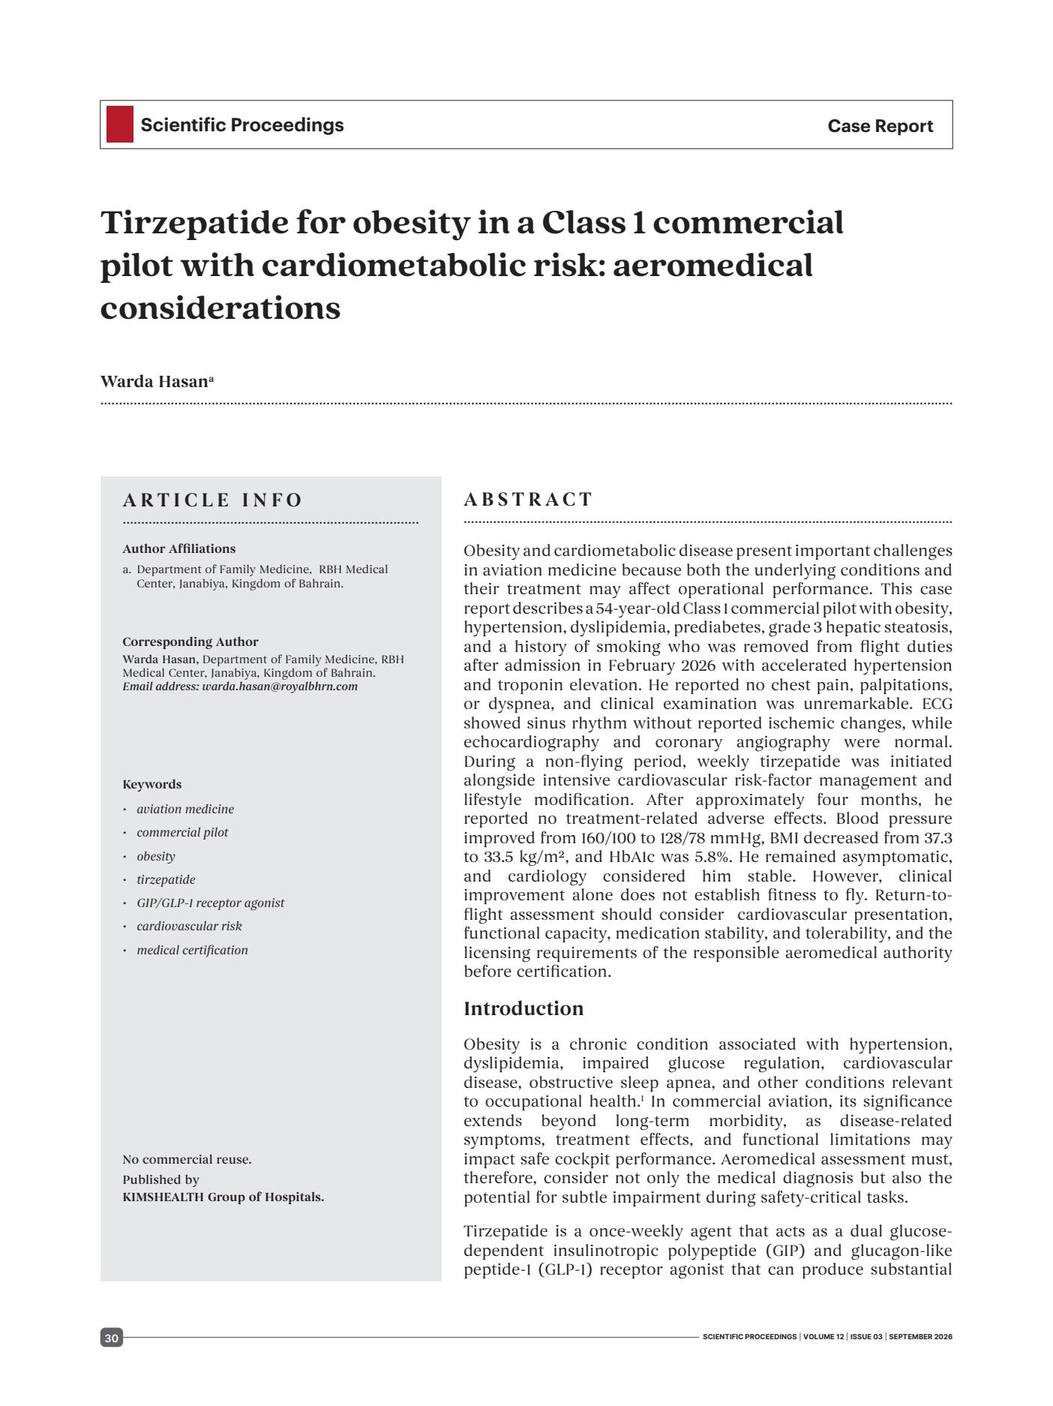 Scientific Proceedings
Case Report
Tirzepatide for obesity in a Class 1 commercial
pilot with cardiometabolic risk: aeromedical
considerations
Warda Hasanᵃ
ARTICLE INFO
Author Affiliations
a. Department of Family Medicine, RBH Medical
Center, Janabiya, Kingdom of Bahrain.
Corresponding Author
Warda Hasan, Department of Family Medicine, RBH
Medical Center, Janabiya, Kingdom of Bahrain.
Email address: warda.hasan@royalbhrn.com
Keywords
· aviation medicine
· commercial pilot
· obesity
· tirzepatide
· GIP/GLP-1 receptor agonist
· cardiovascular risk
· medical certification
No commercial reuse.
Published by
KIMSHEALTH Group of Hospitals.
ABSTRACT
Obesity and cardiometabolic disease present important challenges
in aviation medicine because both the underlying conditions and
their treatment may affect operational performance. This case
report describes a 54-year-old Class 1 commercial pilot with obesity,
hypertension, dyslipidemia, prediabetes, grade 3 hepatic steatosis,
and a history of smoking who was removed from flight duties
after admission in February 2026 with accelerated hypertension
and troponin elevation. He reported no chest pain, palpitations,
or dyspnea, and clinical examination was unremarkable. ECG
showed sinus rhythm without reported ischemic changes, while
echocardiography and coronary angiography were normal.
During a non-flying period, weekly tirzepatide was initiated
alongside intensive cardiovascular risk-factor management and
lifestyle modification. After approximately four months, he
reported no treatment-related adverse effects. Blood pressure
improved from 160/100 to 128/78 mmHg, BMI decreased from 37.3
to 33.5 kg/m², and HbA1c was 5.8%. He remained asymptomatic,
and cardiology considered him stable. However, clinical
improvement alone does not establish fitness to fly. Return-to-
flight assessment should consider cardiovascular presentation,
functional capacity, medication stability, and tolerability, and the
licensing requirements of the responsible aeromedical authority
before certification.
Introduction
Obesity is a chronic condition associated with hypertension,
dyslipidemia, impaired glucose regulation, cardiovascular
disease, obstructive sleep apnea, and other conditions relevant
to occupational health.¹ In commercial aviation, its significance
extends beyond long-term morbidity, as disease-related
symptoms, treatment effects, and functional limitations may
impact safe cockpit performance. Aeromedical assessment must,
therefore, consider not only the medical diagnosis but also the
potential for subtle impairment during safety-critical tasks.
Tirzepatide is a once-weekly agent that acts as a dual glucose-
dependent insulinotropic polypeptide (GIP) and glucagon-like
peptide-1 (GLP-1) receptor agonist that can produce substantial
30
SCIENTIFIC PROCEEDINGS | VOLUME 12 | ISSUE 03 | SEPTEMBER 2026